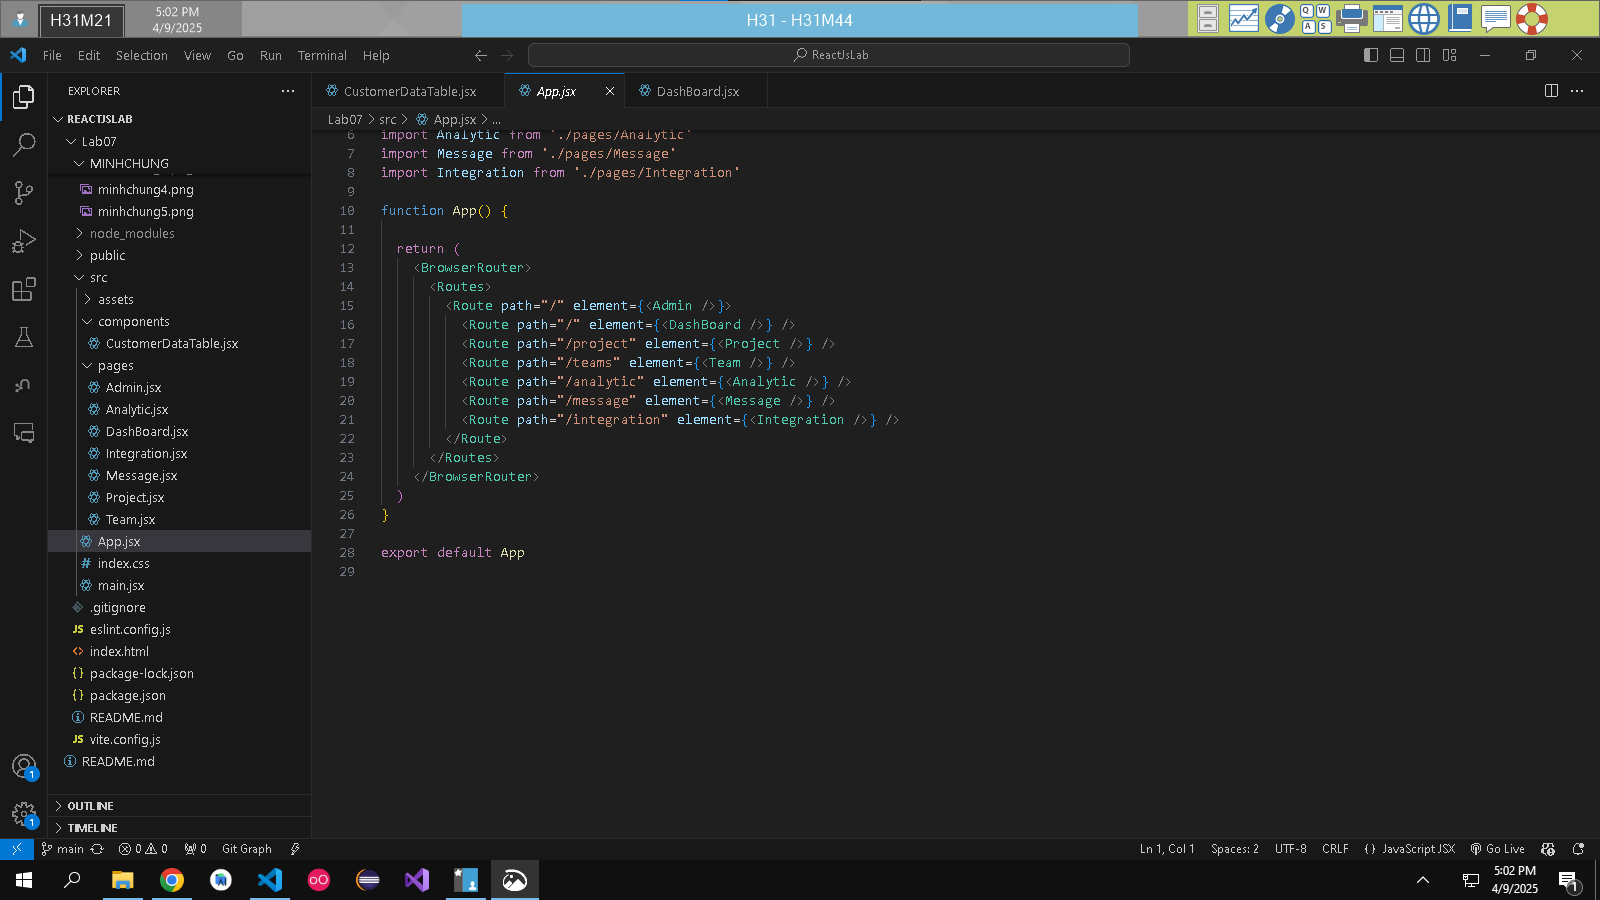 H31M21
5:02 PM
4/9/2025
H31 - H31M44
Q W
A S
File Edit Selection View Go Run Terminal Help
ReactJsLab
EXPLORER
REACTJSLAB
Lab07
MINHCHUNG
minhchung4.png
minhchung5.png
node_modules
public
src
assets
components
CustomerDataTable.jsx
pages
Admin.jsx
Analytic.jsx
DashBoard.jsx
Integration.jsx
Message.jsx
Project.jsx
Team.jsx
App.jsx
# index.css
main.jsx
.gitignore
JS eslint.config.js
<> index.html
{} package-lock.json
{} package.json
README.md
JS vite.config.js
README.md
OUTLINE
TIMELINE
1
1
CustomerDataTable.jsx App.jsx DashBoard.jsx
Lab07 > src > App.jsx > ...
6 import Analytic from './pages/Analytic'
7 import Message from './pages/Message'
8 import Integration from './pages/Integration'
9
10 function App() {
11
12 return (
13 <BrowserRouter>
14 <Routes>
15 <Route path="/" element={<Admin />}>
16 <Route path="/" element={<DashBoard />} />
17 <Route path="/project" element={<Project />} />
18 <Route path="/teams" element={<Team />} />
19 <Route path="/analytic" element={<Analytic />} />
20 <Route path="/message" element={<Message />} />
21 <Route path="/integration" element={<Integration />} />
22 </Route>
23 </Routes>
24 </BrowserRouter>
25 )
26 }
27
28 export default App
29
main 0 0 0 Git Graph
Ln 1, Col 1 Spaces: 2 UTF-8 CRLF {} JavaScript JSX Go Live
5:02 PM
4/9/2025
1